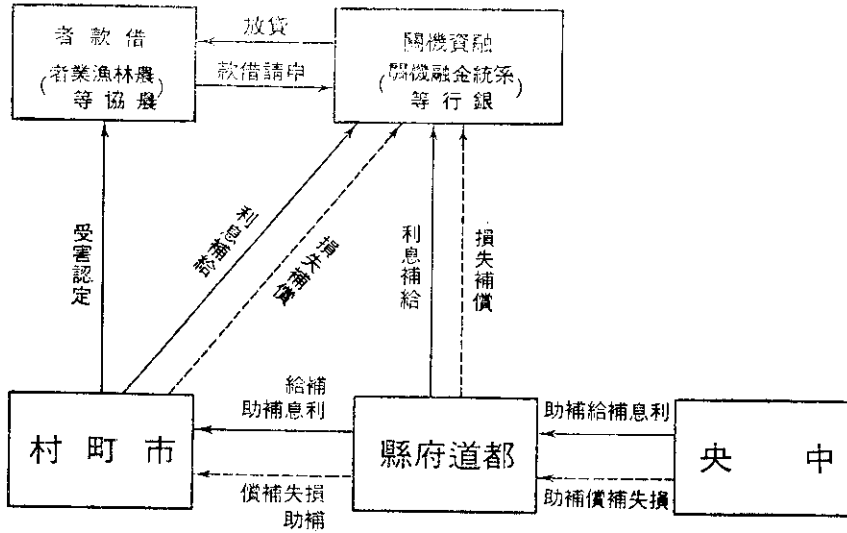 借款者
(農林漁業者
農協等)
貸放
申請借款
融資機關
(系統金融機關
銀行等)
受害認定
利息補給
損失補償
利息補給
損失補償
補給
利息補助
利息補給補助
市町村
都道府縣
中央
損失補償
補助
損失補償補助